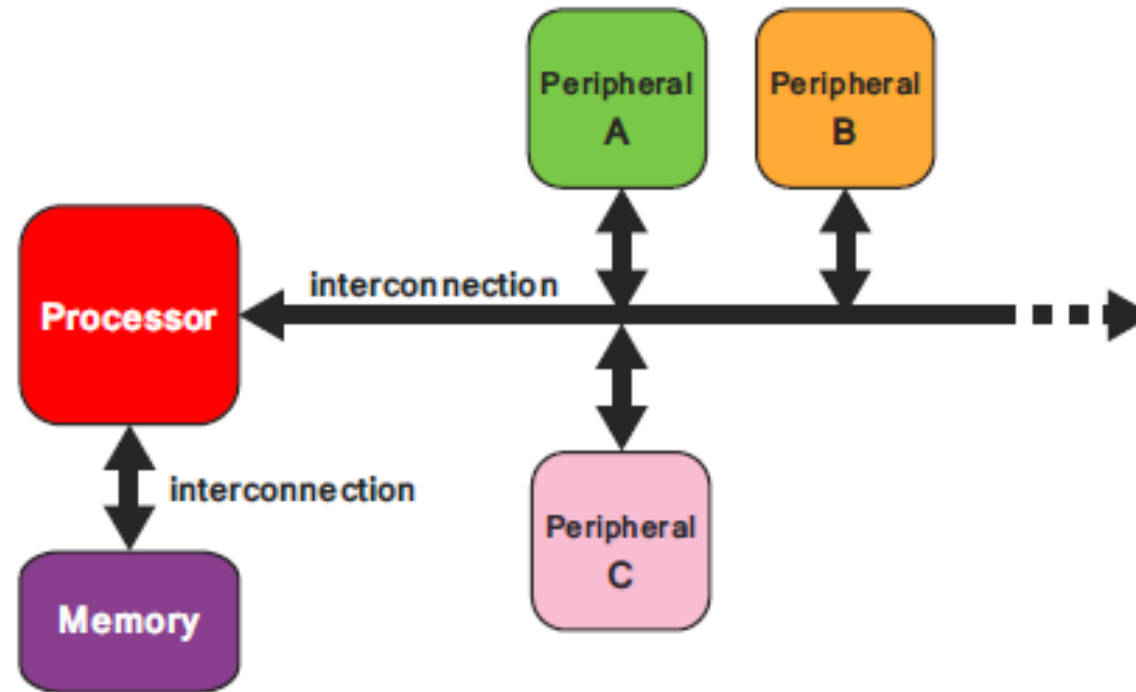 Peripheral
A
Peripheral
B
interconnection
Processor
interconnection
Peripheral
C
Memory